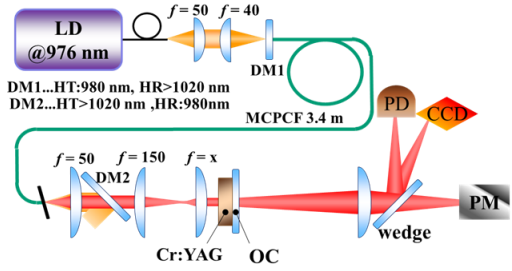 LD
@976 nm
f = 50
f = 40
DM1
DM1...HT:980 nm, HR>1020 nm
DM2...HT>1020 nm ,HR:980nm
MCPCF 3.4 m
PD
CCD
f = 50
f = 150
DM2
f = x
Cr:YAG
OC
wedge
PM